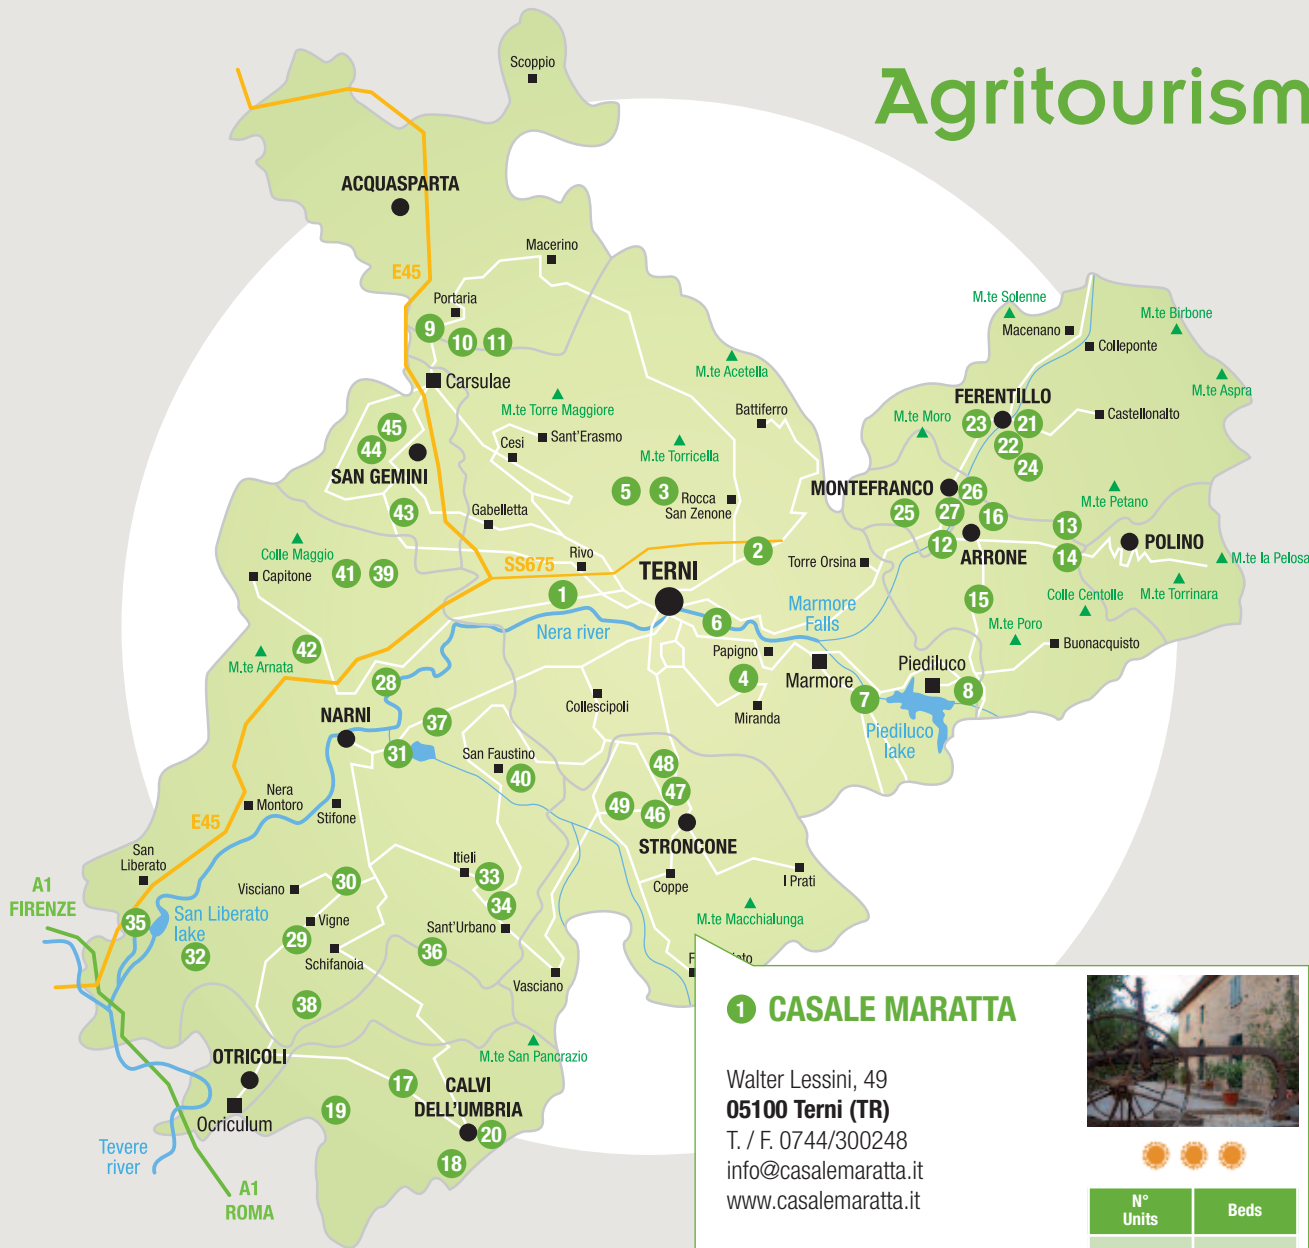 Agritourism
Scoppio
ACQUASPARTA
Macerino
E45
Portaria
9
10
11
Carsulae
M.te Solenne
Macenano
M.te Birbone
Colleponte
M.te Acetella
M.te Aspra
M.te Torre Maggiore
FERENTILLO
Castellonalto
M.te Moro
Battiferro
23
21
22
24
45
44
SAN GEMINI
Sant'Erasmo
Cesi
M.te Torricella
5
3
Rocca
San Zenone
MONTEFRANCO
26
M.te Petano
25
27
16
13
43
Gabelletta
12
ARRONE
14
POLINO
Colle Maggio
SS675
Rivo
2
Torre Orsina
M.te la Pelosa
Capitone
41
39
TERNI
M.te Torrinara
1
15
Colle Centolle
Marmore
Falls
Nera river
6
M.te Poro
Buonacquisto
M.te Arnata
42
Papigno
Piediluco
28
4
Marmore
7
8
NARNI
37
Collescipoli
Miranda
Piediluco
lake
31
San Faustino
40
48
47
Nera
Montoro
Stifone
49
46
E45
STRONCONE
San
Liberato
Itieli
33
Coppe
I Prati
A1
FIRENZE
Visciano
30
34
35
San Liberato
lake
Vigne
Sant'Urbano
M.te Macchialunga
29
32
Schifanoia
36
Vasciano
F
to
38
M.te San Pancrazio
OTRICOLI
17
CALVI
DELL'UMBRIA
19
Ocriculum
20
Tevere
river
18
A1
ROMA
1 CASALE MARATTA
Walter Lessini, 49
05100 Terni (TR)
T. / F. 0744/300248
info@casalemaratta.it
www.casalemaratta.it
N°
Units
Beds